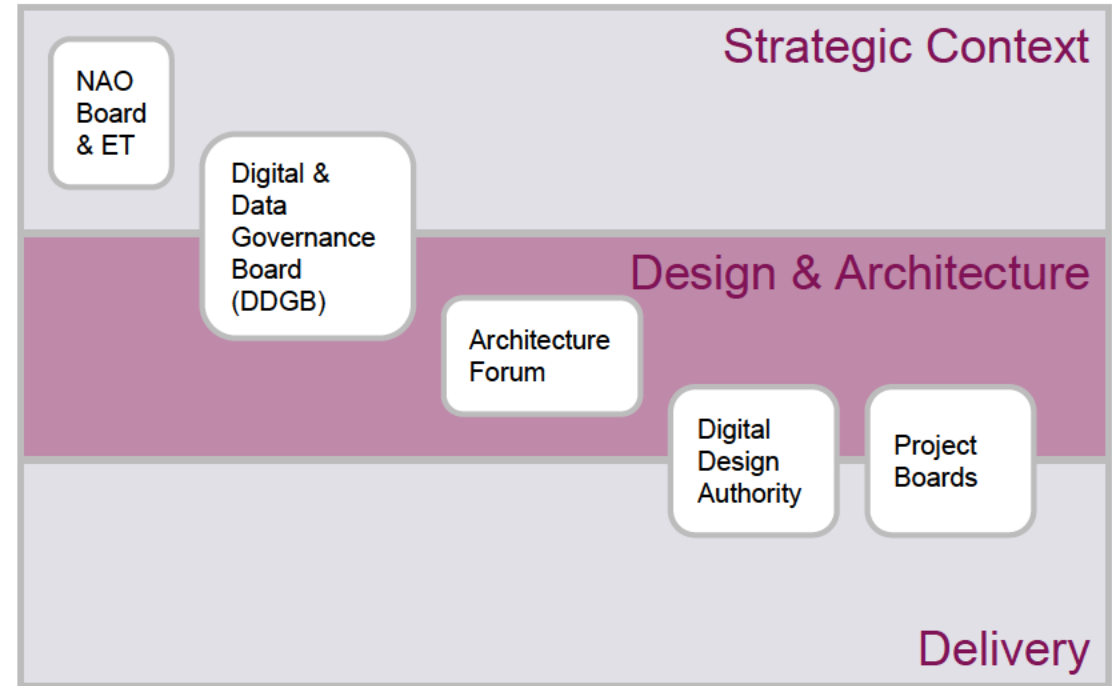 Strategic Context
NAO
Board
& ET
Digital &
Data
Governance
Board
(DDGB)
Design & Architecture
Architecture
Forum
Digital
Design
Authority
Project
Boards
Delivery